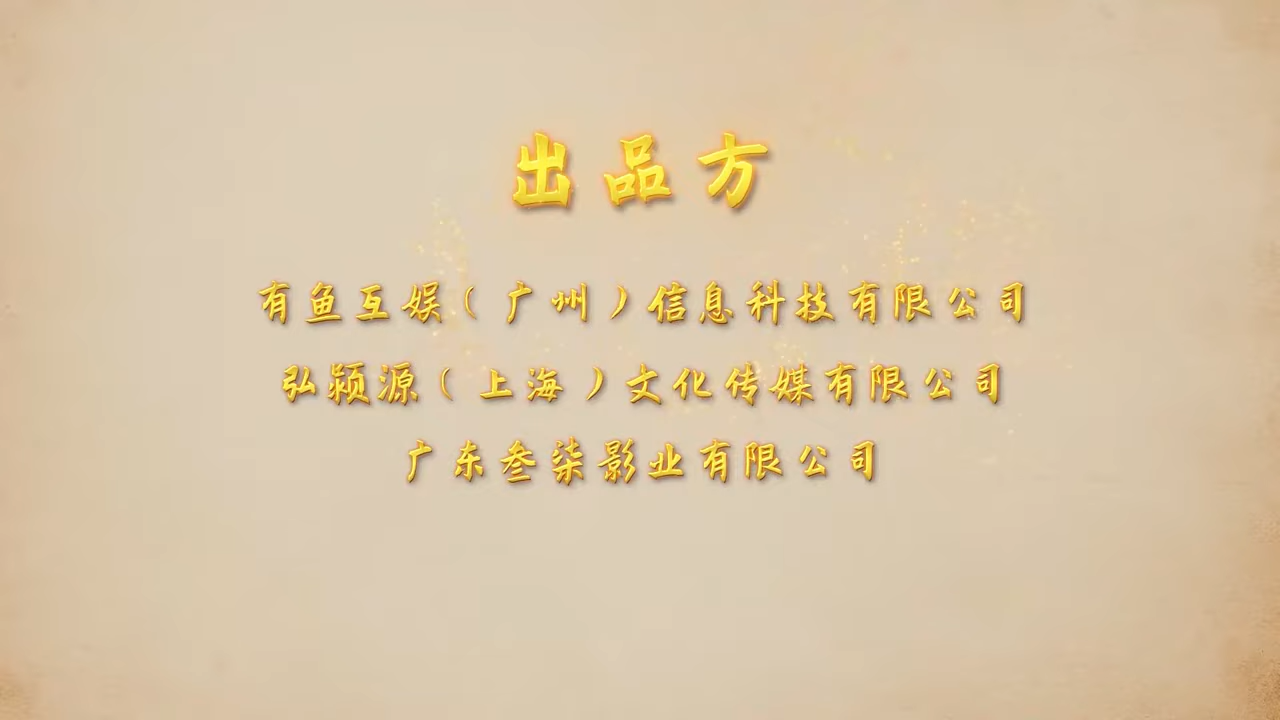 出品方
有鱼互娱（广州）信息科技有限公司
弘颍源（上海）文化传媒有限公司
广东叁柒影业有限公司